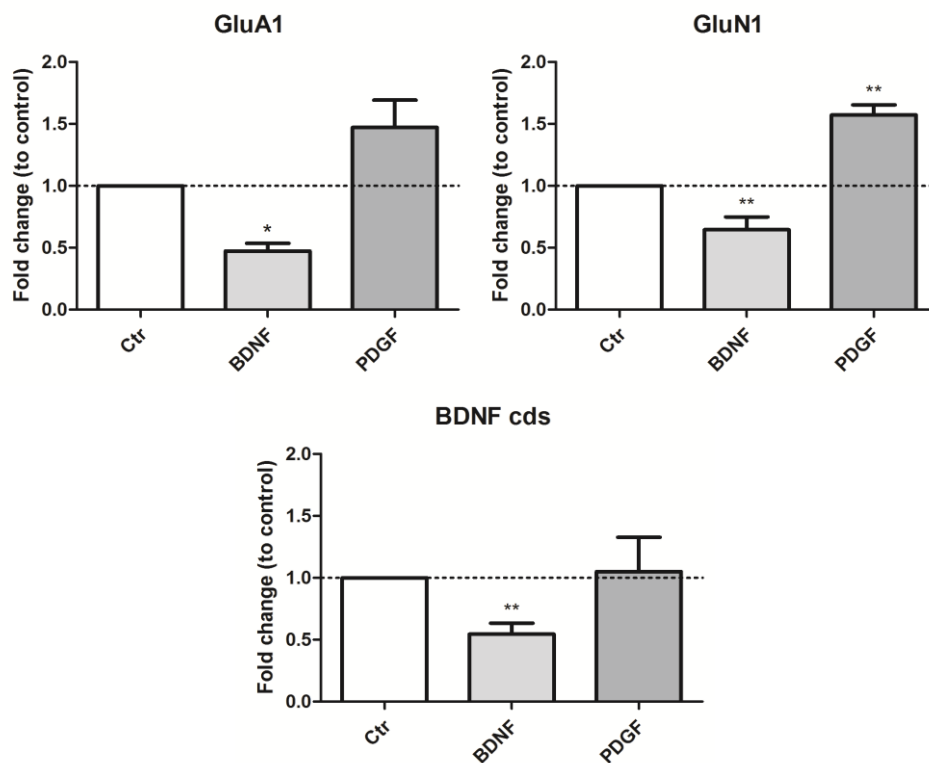 GluA1
Fold change (to control)
2.0
1.5
1.0
0.5
0.0
*
Ctr
BDNF
PDGF
GluN1
Fold change (to control)
2.0
1.5
1.0
0.5
0.0
**
**
Ctr
BDNF
PDGF
BDNF cds
Fold change (to control)
2.0
1.5
1.0
0.5
0.0
**
Ctr
BDNF
PDGF